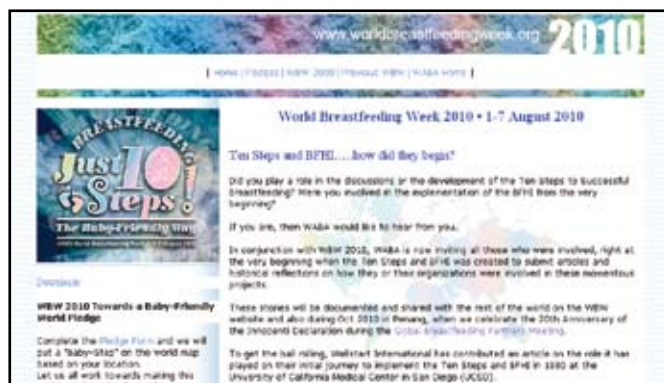 www.worldbreastfeedingweek.org 2010
| Home | Pledges | WBW 2009 | Previous WBW | WABA Home |
BREASTFEEDING
Just 10
Steps!
The Baby-Friendly Way
World Breastfeeding Week 2010 • 1-7 August 2010
Ten Steps and BFHI.....how did they begin?
Did you play a role in the discussions or the development of the Ten Steps to Successful
Breastfeeding? Were you involved in the implementation of the BFHI from the very
beginning?
If you are, then WABA would like to hear from you.
In conjunction with WBW 2010, WABA is now inviting all those who were involved, right at
the very beginning when the Ten Steps and BFHI was created to submit articles and
historical reflections on how they or their organizations were involved in these momentous
projects.
These stories will be documented and shared with the rest of the world on the WBW
website and also during Oct 2010 in Penang, when we celebrate the 20th Anniversary of
the Innocenti Declaration during the Global Breastfeeding Partners Meeting.
To get the ball rolling, Wellstart International has contributed an article on the role it has
played on their initial journey to implement the Ten Steps and BFHI in 1980 at the
University of California Medical Center in San Diego (UCSD).
WBW 2010 Towards a Baby-Friendly
World Pledge
Complete the Pledge Form and we will
put a "Baby-Step" on the world map
based on your location.
Let us all work towards making this